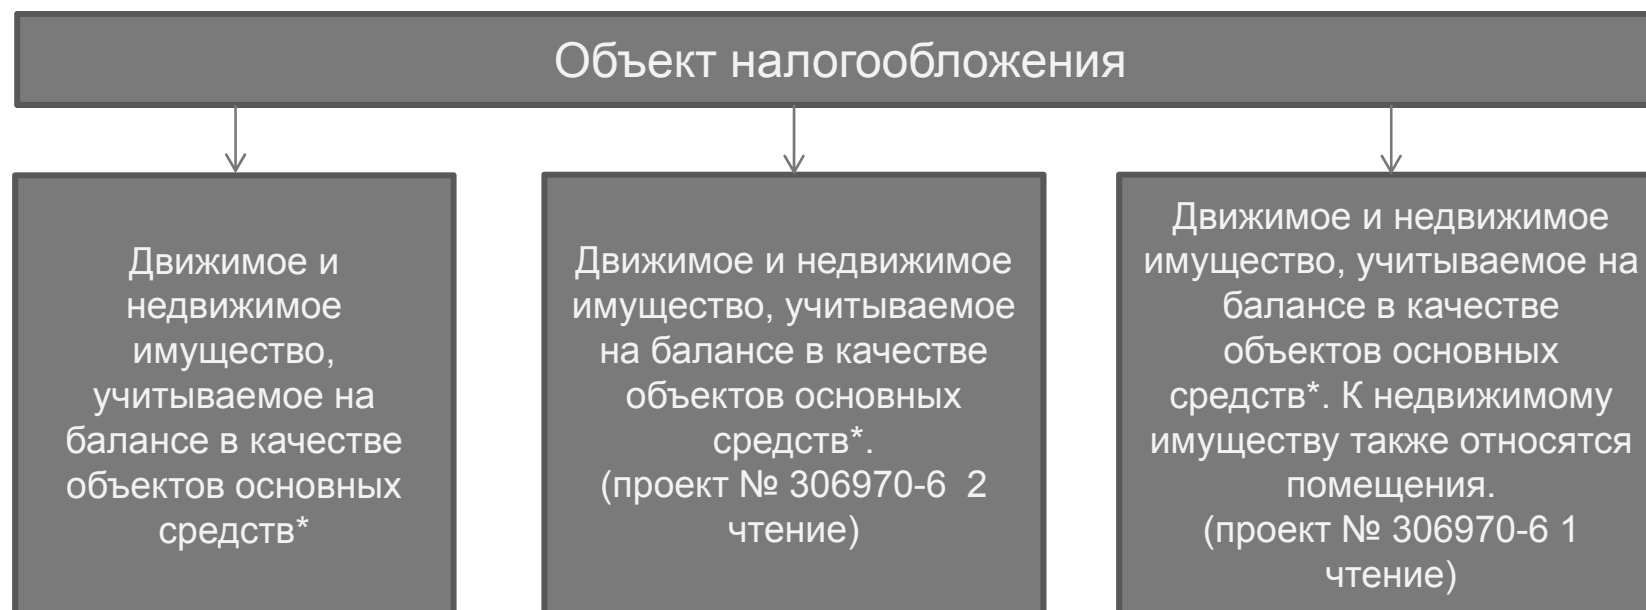 Объект налогообложения
Движимое и
недвижимое
имущество,
учитываемое на
балансе в качестве
объектов основных
средств*
Движимое и недвижимое
имущество, учитываемое
на балансе в качестве
объектов основных
средств*.
(проект № 306970-6 2
чтение)
Движимое и недвижимое
имущество, учитываемое на
балансе в качестве
объектов основных
средств*. К недвижимому
имуществу также относятся
помещения.
(проект № 306970-6 1
чтение)